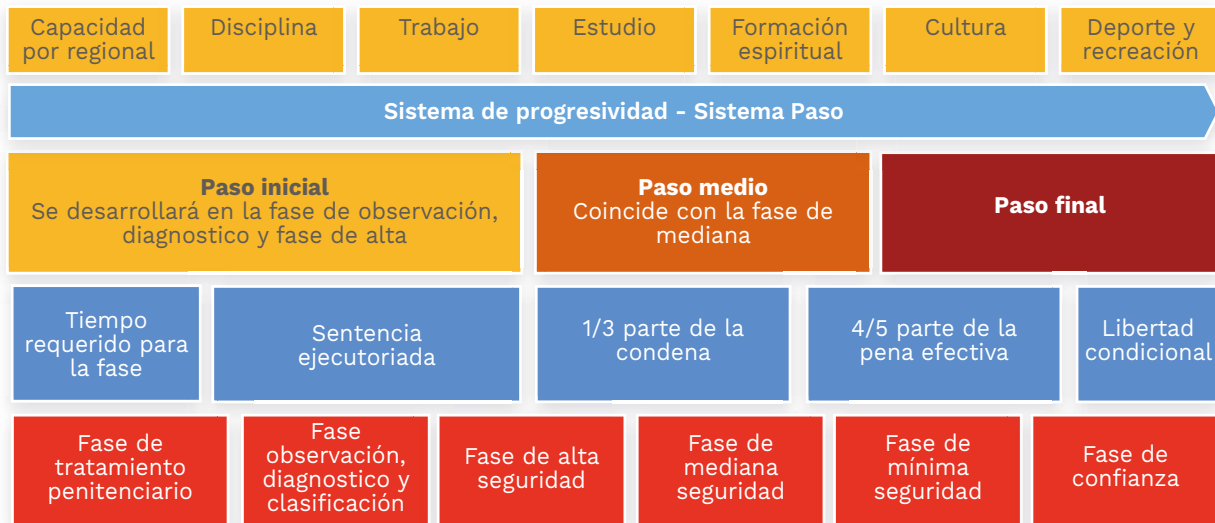 Capacidad
por regional
Disciplina
Trabajo
Estudio
Formación
espiritual
Cultura
Deporte y
recreación
Sistema de progresividad - Sistema Paso
Paso inicial
Se desarrollará en la fase de observación,
diagnostico y fase de alta
Paso medio
Coincide con la fase de
mediana
Paso final
Tiempo
requerido para
la fase
Sentencia
ejecutoriada
1/3 parte de la
condena
4/5 parte de la
pena efectiva
Libertad
condicional
Fase de
tratamiento
penitenciario
Fase
observación,
diagnostico y
clasificación
Fase de alta
seguridad
Fase de
mediana
seguridad
Fase de
mínima
seguridad
Fase de
confianza